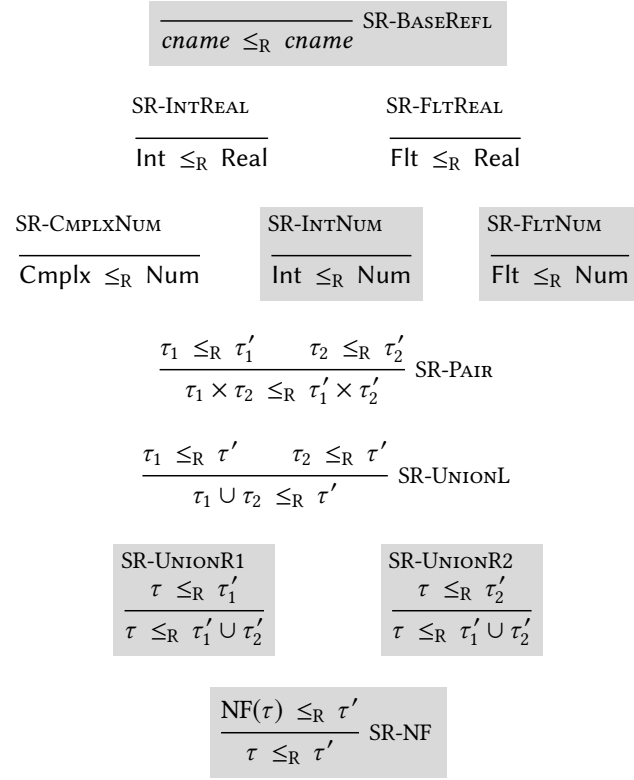 cname ≤R cname SR-BaseRefl
SR-IntReal SR-FltReal
Int ≤R Real Flt ≤R Real
SR-CmplxNum SR-IntNum SR-FltNum
Cmplx ≤R Num Int ≤R Num Flt ≤R Num
τ1 ≤R τ1′ τ2 ≤R τ2′
τ1 × τ2 ≤R τ1′ × τ2′ SR-Pair
τ1 ≤R τ′ τ2 ≤R τ′
τ1 ∪ τ2 ≤R τ′ SR-UnionL
SR-UnionR1 SR-UnionR2
τ ≤R τ1′ τ ≤R τ2′
τ ≤R τ1′ ∪ τ2′ τ ≤R τ1′ ∪ τ2′
NF(τ) ≤R τ′
τ ≤R τ′ SR-NF